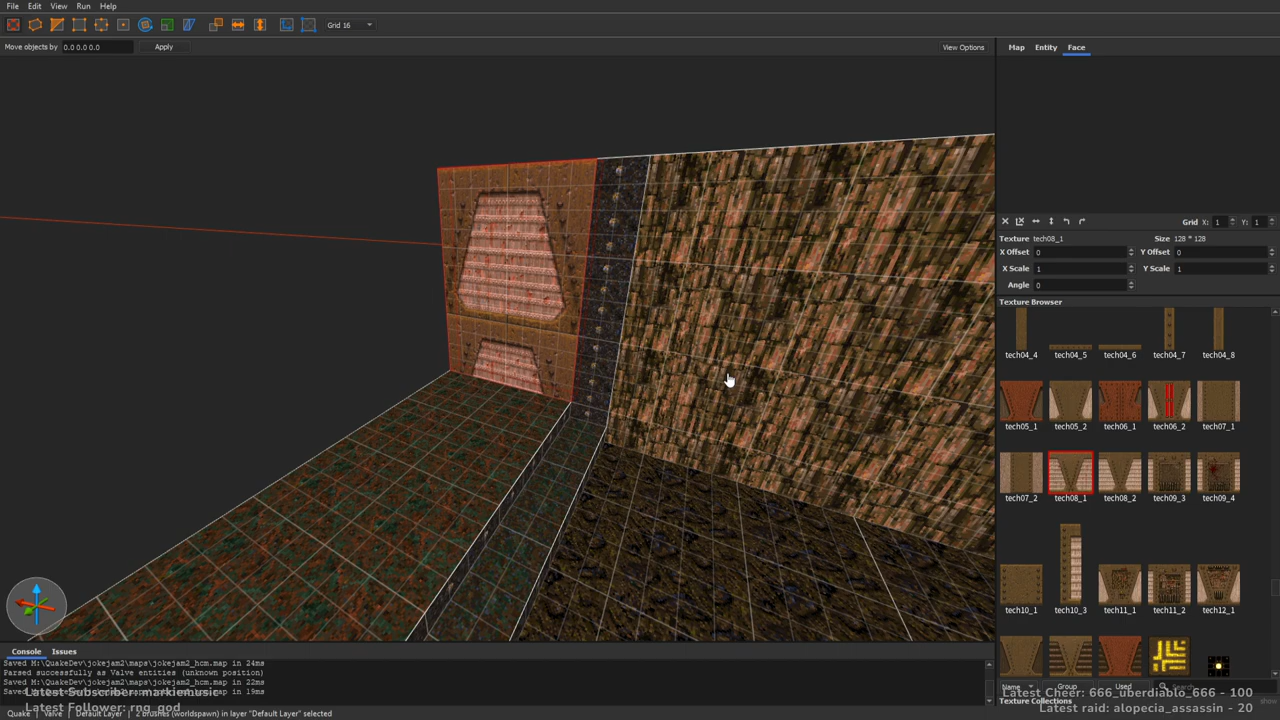 File Edit View Run Help
Grid 16
Move objects by 0.0 0.0 0.0 Apply View Options
Map Entity Face
Grid X: 1 Y: 1
Texture tech08_1 Size 128 * 128
X Offset 0 Y Offset 0
X Scale 1 Y Scale 1
Angle 0
Texture Browser
tech04_4 tech04_5 tech04_6 tech04_7 tech04_8
tech05_1 tech05_2 tech06_1 tech06_2 tech07_1
tech07_2 tech08_1 tech08_2 tech09_3 tech09_4
tech10_1 tech10_3 tech11_1 tech11_2 tech12_1
Name Group Used Search
Texture Collections show
Console Issues
Saved M:\QuakeDev\jokejam2\maps\jokejam2_hcm.map in 24ms
Parsed successfully as Valve entities (unknown position)
Saved M:\QuakeDev\jokejam2\maps\jokejam2_hcm.map in 22ms
Saved M:\QuakeDev\jokejam2\maps\jokejam2_hcm.map in 19ms
Latest Subscriber: markiemusic
Latest Follower: rng_god
Latest Cheer: 666_uberdiablo_666 - 100
Latest raid: alopecia_assassin - 20
Quake Valve Default Layer 2 brushes (worldspawn) in layer "Default Layer" selected